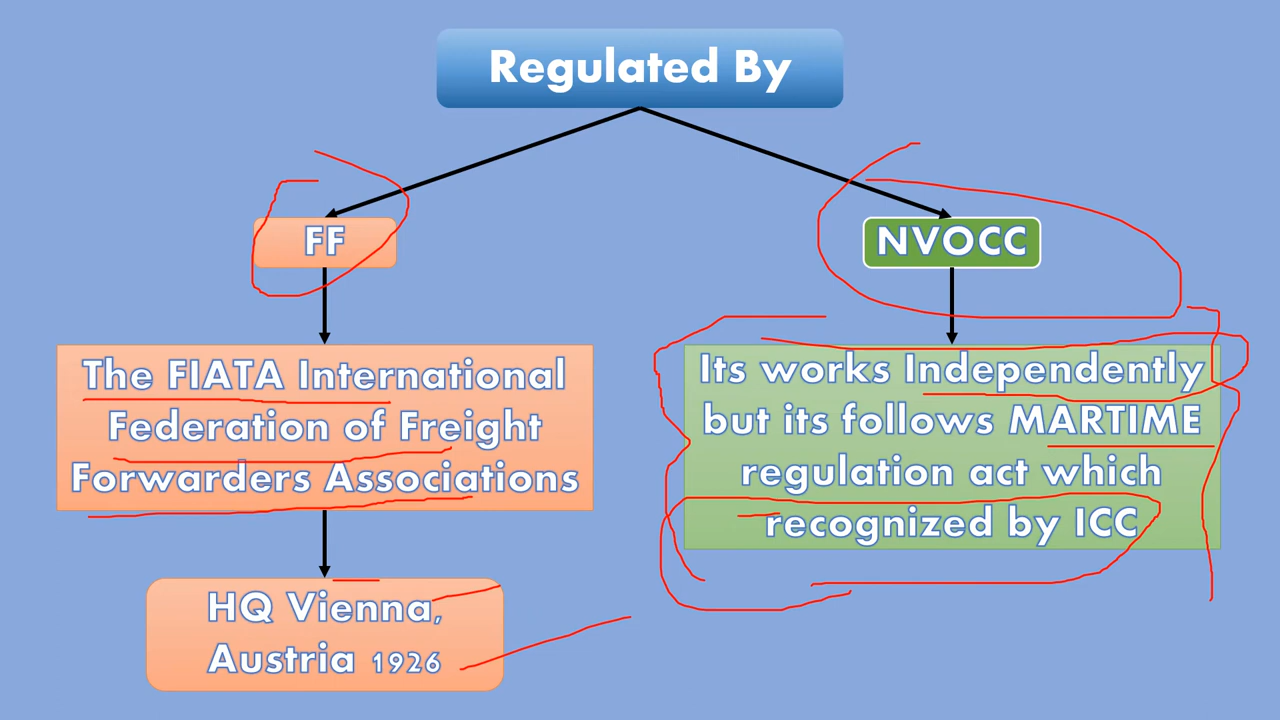 Regulated By
FF
NVOCC
The FIATA International
Federation of Freight
Forwarders Associations
Its works Independently
but its follows MARTIME
regulation act which
recognized by ICC
HQ Vienna,
Austria 1926